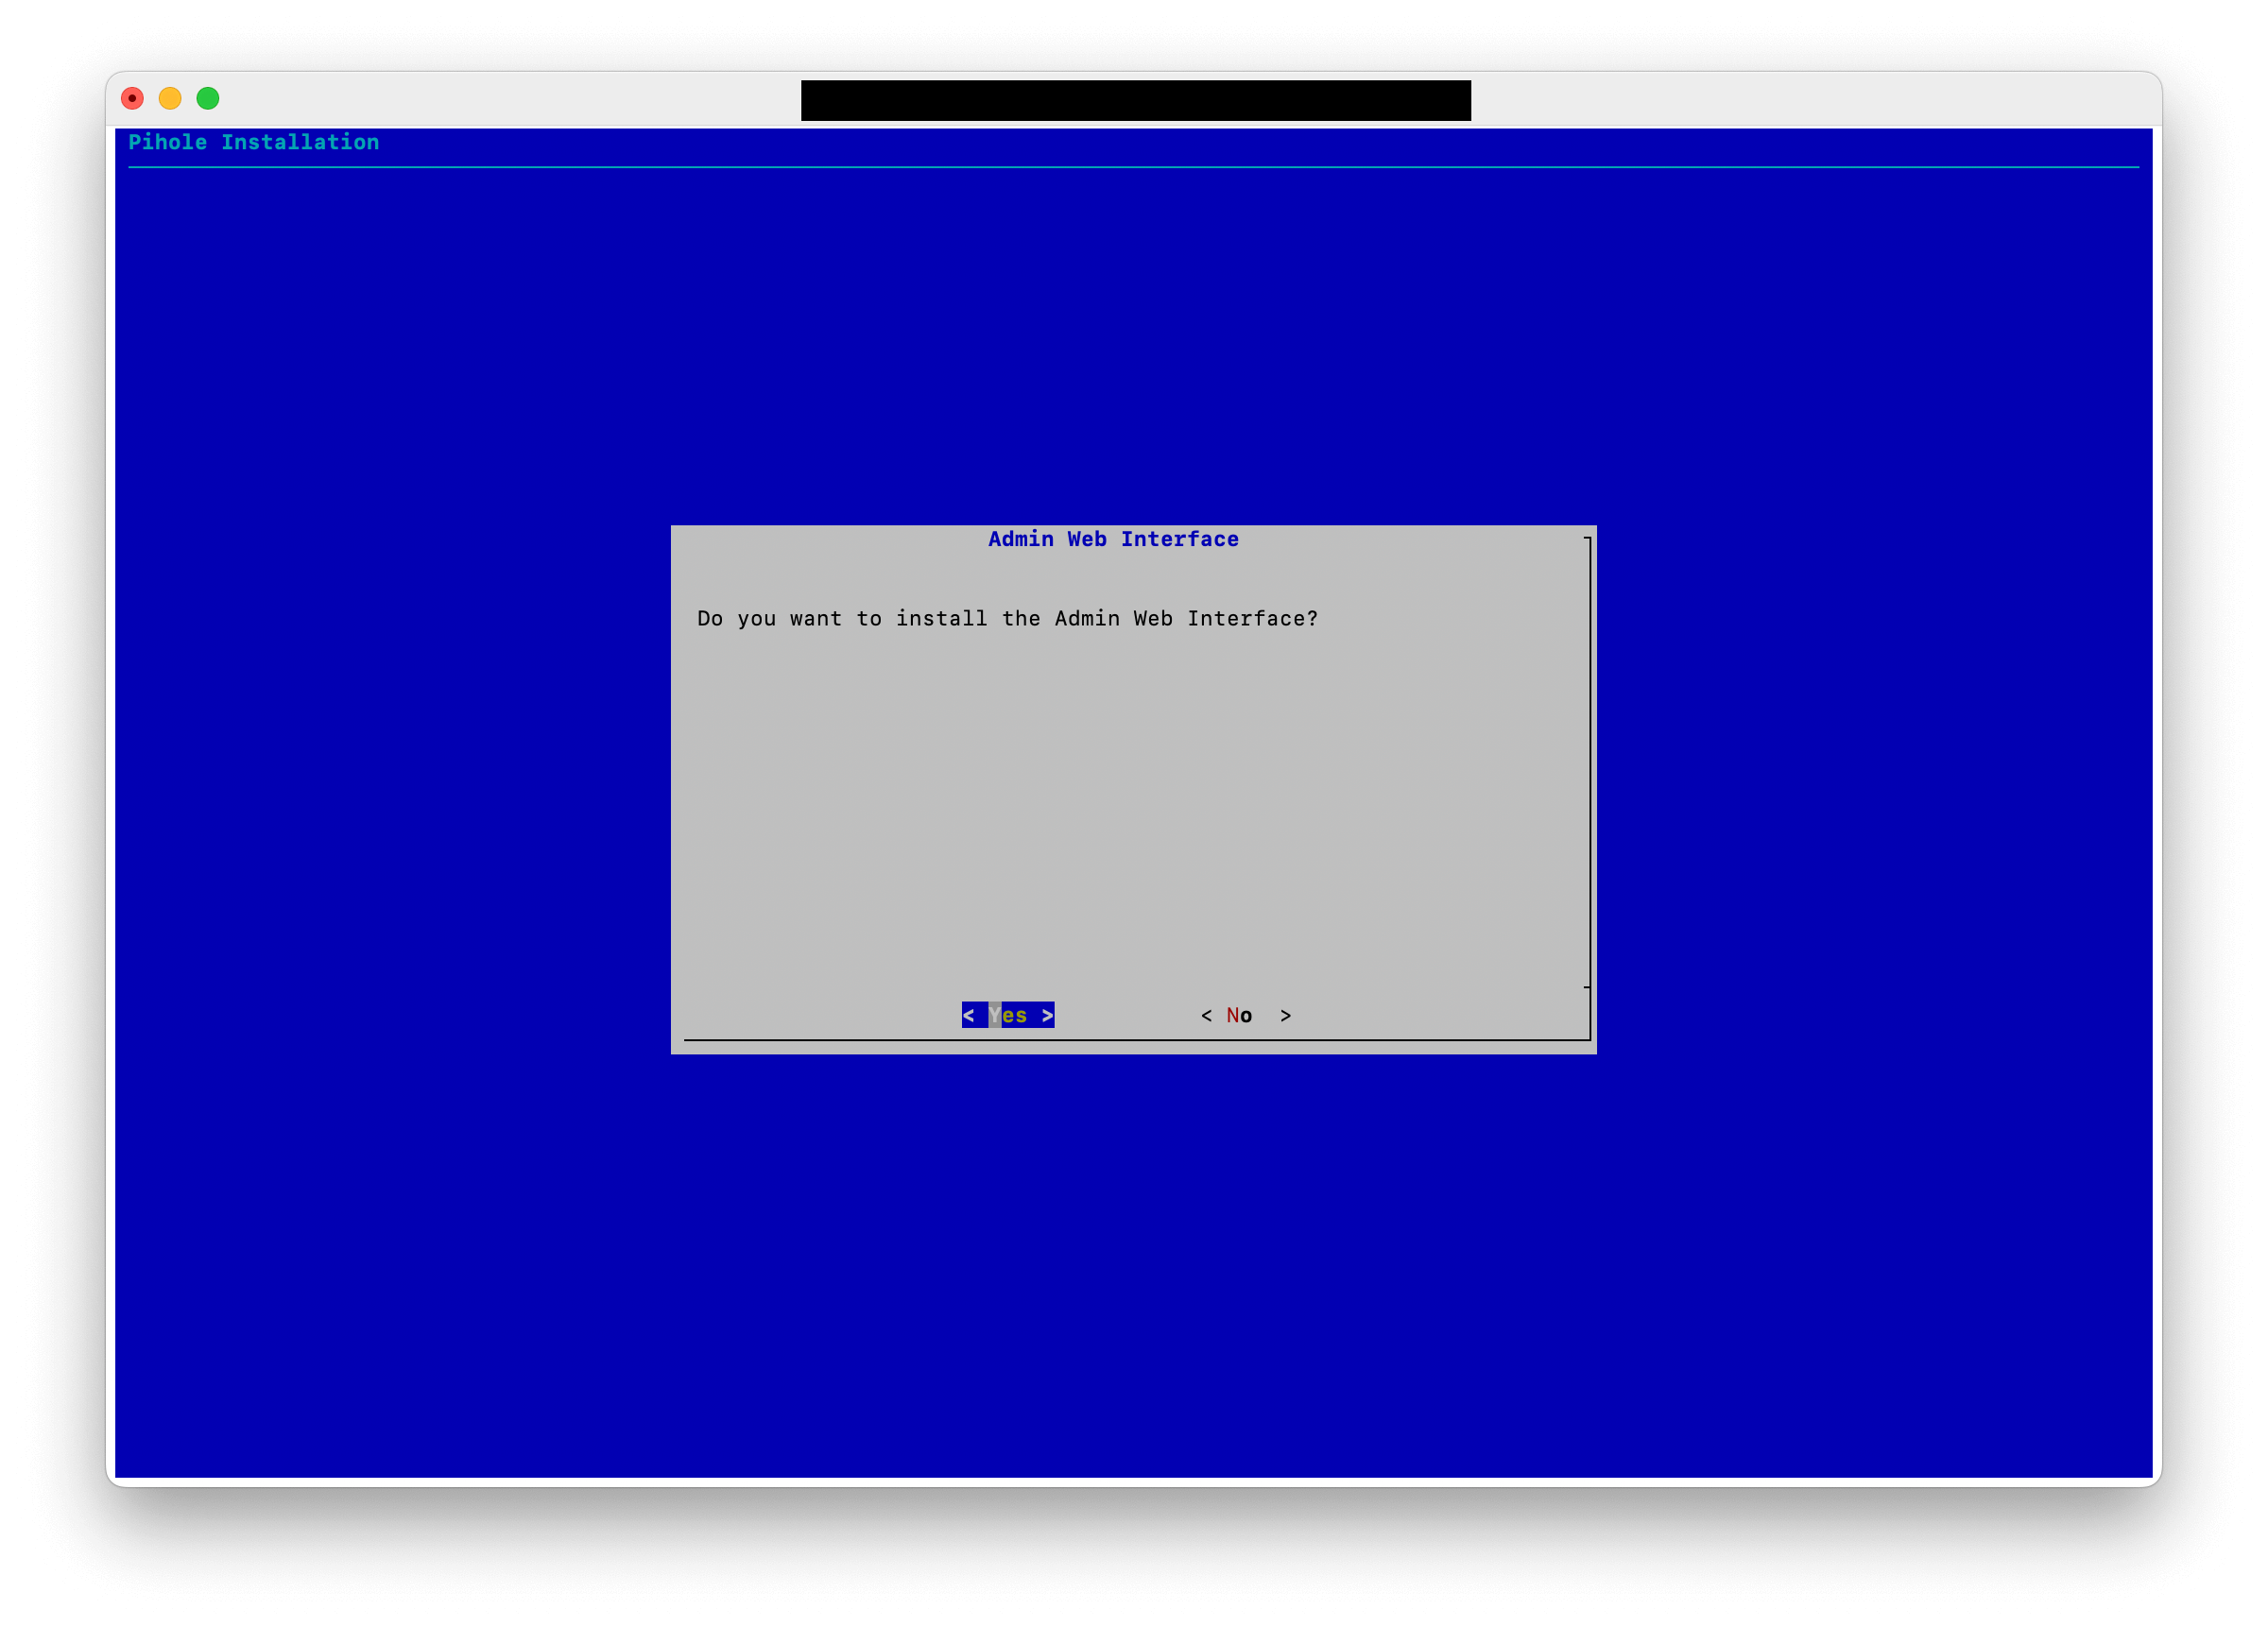 Pihole Installation
Admin Web Interface
Do you want to install the Admin Web Interface?
< Yes > < No >